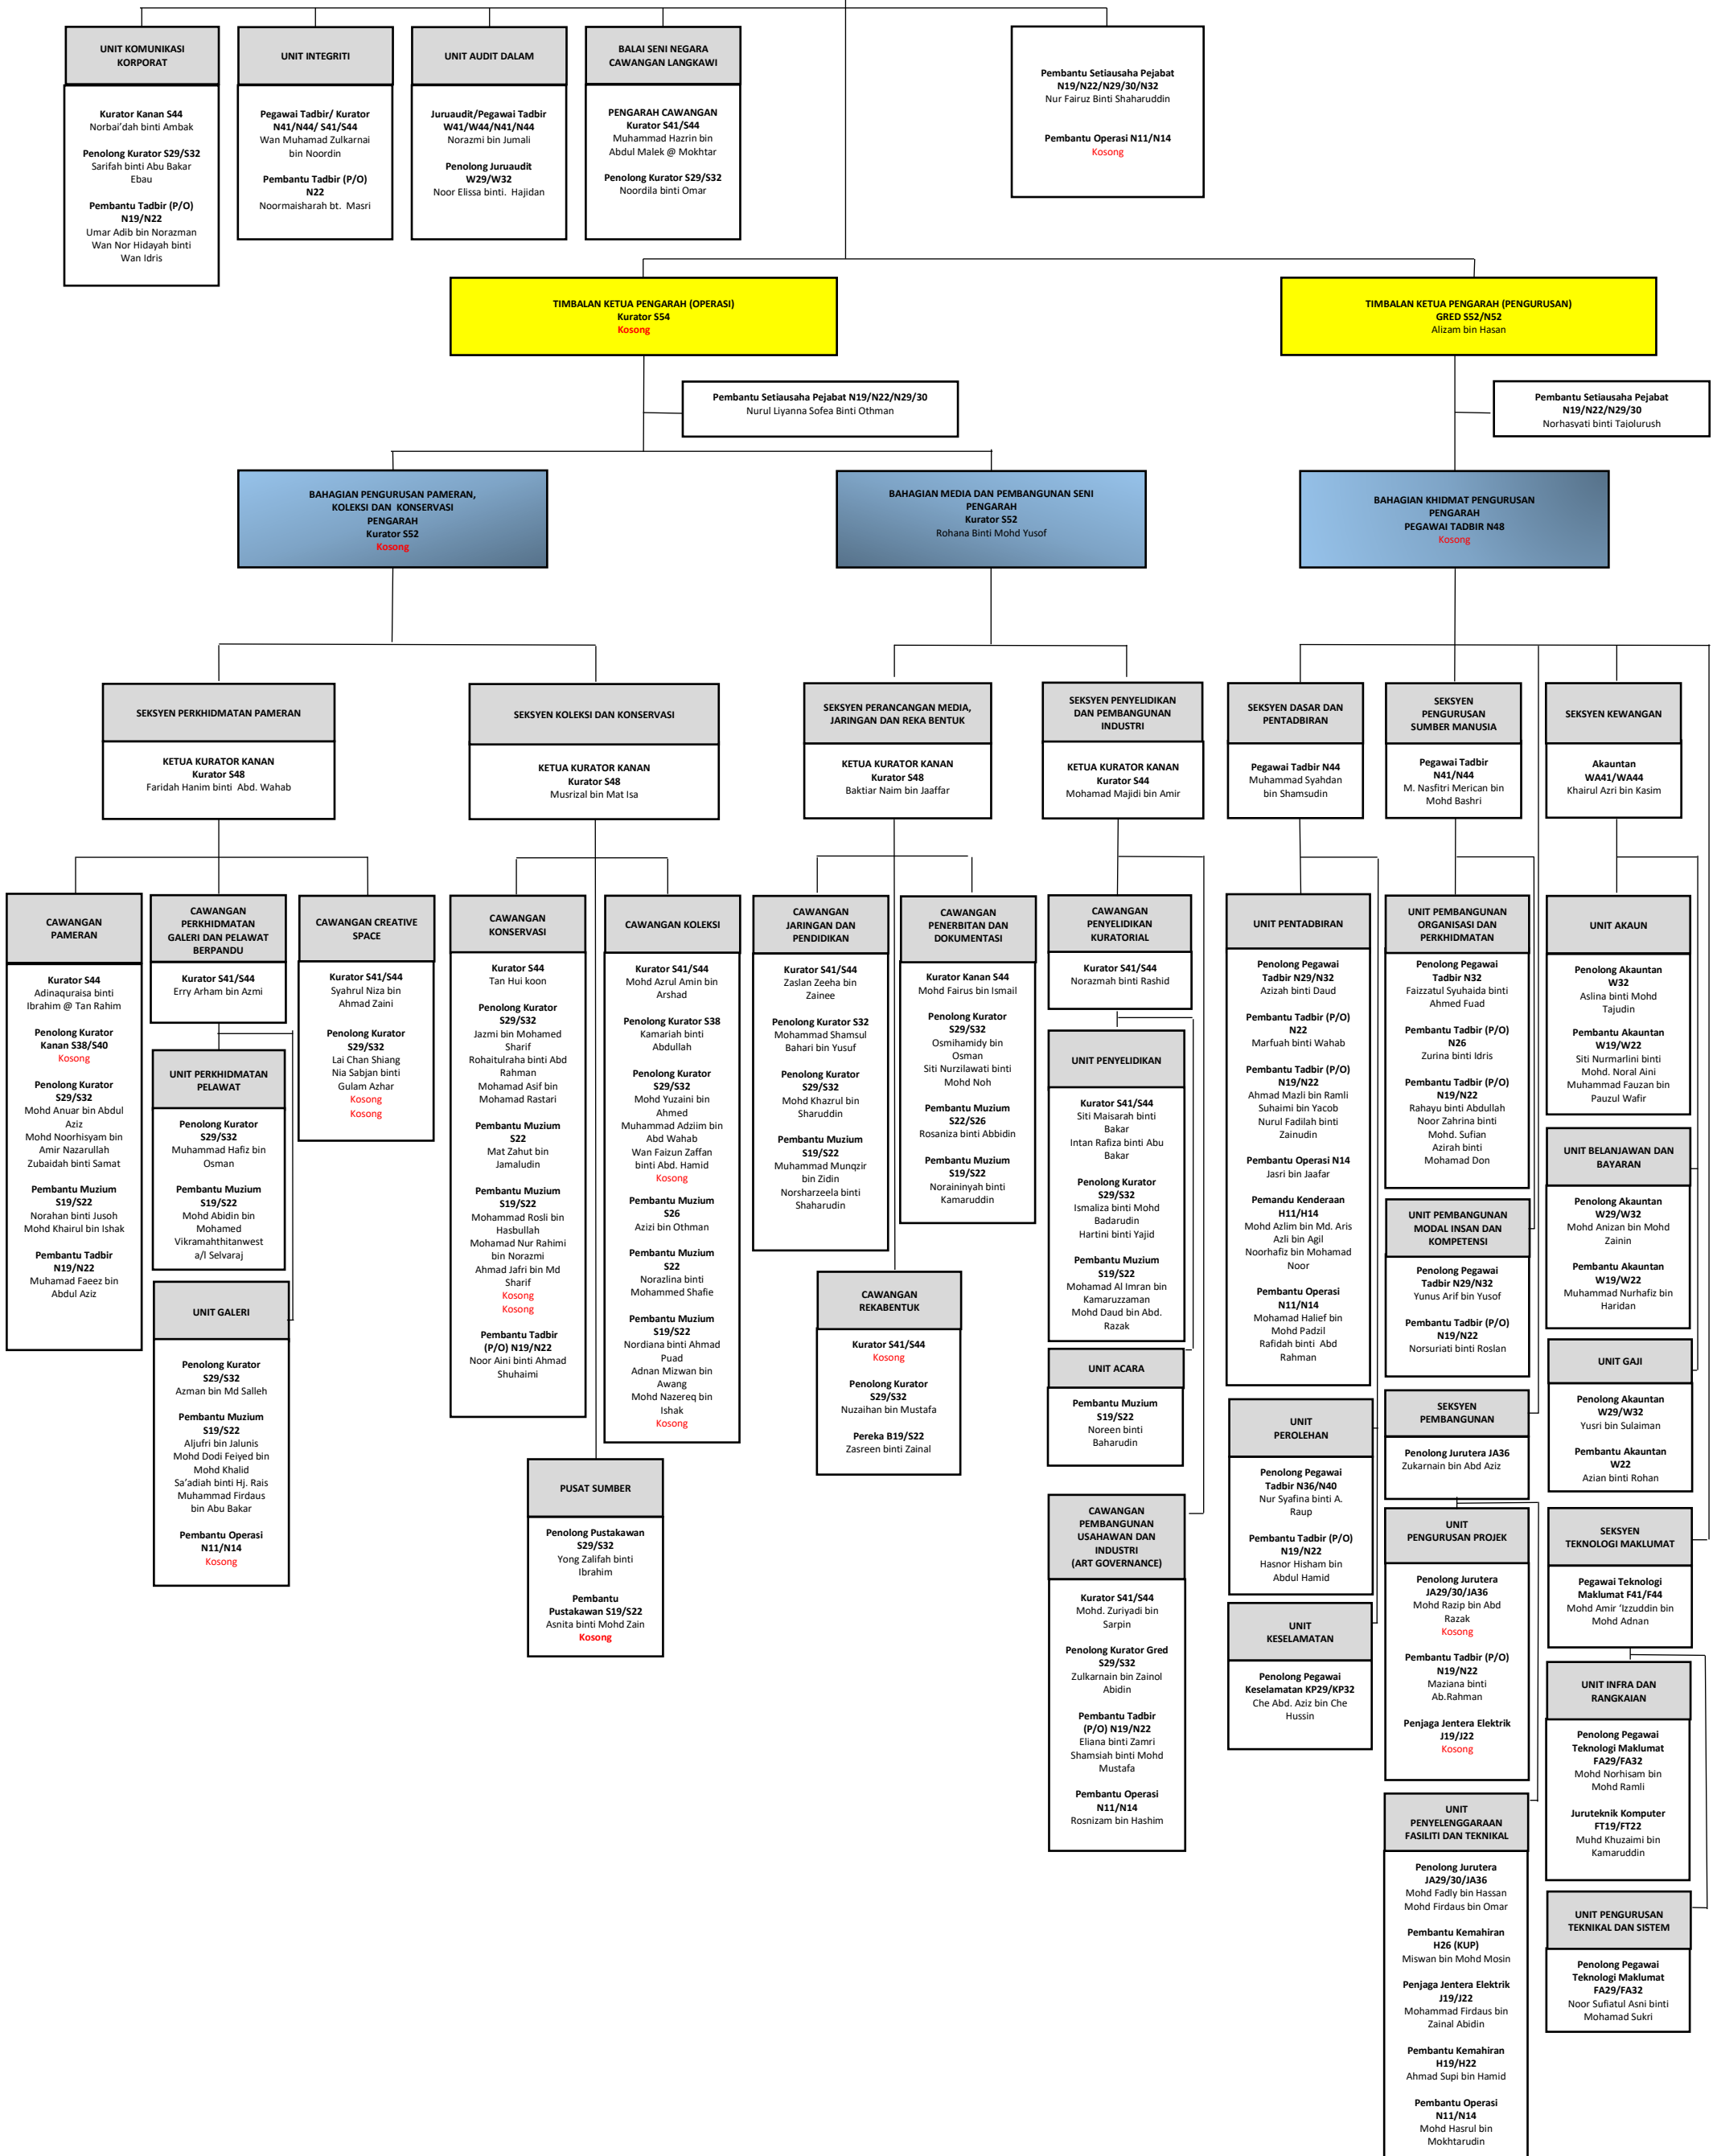 UNIT KOMUNIKASI
KORPORAT
Kurator Kanan S44
Norbai’dah binti Ambak
Penolong Kurator S29/S32
Sarifah binti Abu Bakar
Ebau
Pembantu Tadbir (P/O)
N19/N22
Umar Adib bin Norazman
Wan Nor Hidayah binti
Wan Idris
UNIT INTEGRITI
Pegawai Tadbir/ Kurator
N41/N44/ S41/S44
Wan Muhamad Zulkarnai
bin Noordin
Pembantu Tadbir (P/O)
N22
Noormaisharah bt. Masri
UNIT AUDIT DALAM
Juruaudit/Pegawai Tadbir
W41/W44/N41/N44
Norazmi bin Jumali
Penolong Juruaudit
W29/W32
Noor Elissa binti. Hajidan
BALAI SENI NEGARA
CAWANGAN LANGKAWI
PENGARAH CAWANGAN
Kurator S41/S44
Muhammad Hazrin bin
Abdul Malek @ Mokhtar
Penolong Kurator S29/S32
Noordila binti Omar
Pembantu Setiausaha Pejabat
N19/N22/N29/30/N32
Nur Fairuz Binti Shaharuddin
Pembantu Operasi N11/N14
Kosong
TIMBALAN KETUA PENGARAH (OPERASI)
Kurator S54
Kosong
TIMBALAN KETUA PENGARAH (PENGURUSAN)
GRED S52/N52
Alizam bin Hasan
Pembantu Setiausaha Pejabat N19/N22/N29/30
Nurul Liyanna Sofea Binti Othman
Pembantu Setiausaha Pejabat
N19/N22/N29/30
Norhasyati binti Tajolurush
BAHAGIAN PENGURUSAN PAMERAN,
KOLEKSI DAN KONSERVASI
PENGARAH
Kurator S52
Kosong
BAHAGIAN MEDIA DAN PEMBANGUNAN SENI
PENGARAH
Kurator S52
Rohana Binti Mohd Yusof
BAHAGIAN KHIDMAT PENGURUSAN
PENGARAH
PEGAWAI TADBIR N48
Kosong
SEKSYEN PERKHIDMATAN PAMERAN
KETUA KURATOR KANAN
Kurator S48
Faridah Hanim binti Abd. Wahab
SEKSYEN KOLEKSI DAN KONSERVASI
KETUA KURATOR KANAN
Kurator S48
Musrizal bin Mat Isa
SEKSYEN PERANCANGAN MEDIA,
JARINGAN DAN REKA BENTUK
KETUA KURATOR KANAN
Kurator S48
Baktiar Naim bin Jaaffar
SEKSYEN PENYELIDIKAN
DAN PEMBANGUNAN
INDUSTRI
KETUA KURATOR KANAN
Kurator S44
Mohamad Majidi bin Amir
SEKSYEN DASAR DAN
PENTADBIRAN
Pegawai Tadbir N44
Muhammad Syahdan
bin Shamsudin
SEKSYEN
PENGURUSAN
SUMBER MANUSIA
Pegawai Tadbir
N41/N44
M. Nasfitri Merican bin
Mohd Bashri
SEKSYEN KEWANGAN
Akauntan
WA41/WA44
Khairul Azri bin Kasim
CAWANGAN
PAMERAN
Kurator S44
Adinaquraisa binti
Ibrahim @ Tan Rahim
Penolong Kurator
Kanan S38/S40
Kosong
Penolong Kurator
S29/S32
Mohd Anuar bin Abdul
Aziz
Mohd Noorhisyam bin
Amir Nazarullah
Zubaidah binti Samat
Pembantu Muzium
S19/S22
Norahan binti Jusoh
Mohd Khairul bin Ishak
Pembantu Tadbir
N19/N22
Muhamad Faeez bin
Abdul Aziz
CAWANGAN
PERKHIDMATAN
GALERI DAN PELAWAT
BERPANDU
Kurator S41/S44
Erry Arham bin Azmi
UNIT PERKHIDMATAN
PELAWAT
Penolong Kurator
S29/S32
Muhammad Hafiz bin
Osman
Pembantu Muzium
S19/S22
Mohd Abidin bin
Mohamed
Vikramahthitanwest
a/l Selvaraj
UNIT GALERI
Penolong Kurator
S29/S32
Azman bin Md Salleh
Pembantu Muzium
S19/S22
Aljufri bin Jalunis
Mohd Dodi Feiyed bin
Mohd Khalid
Sa’adiah binti Hj. Rais
Muhammad Firdaus
bin Abu Bakar
Pembantu Operasi
N11/N14
Kosong
CAWANGAN CREATIVE
SPACE
Kurator S41/S44
Syahrul Niza bin
Ahmad Zaini
Penolong Kurator
S29/S32
Lai Chan Shiang
Nia Sabjan binti
Gulam Azhar
Kosong
Kosong
CAWANGAN
KONSERVASI
Kurator S44
Tan Hui koon
Penolong Kurator
S29/S32
Jazmi bin Mohamed
Sharif
Rohaitulraha binti Abd
Rahman
Mohamad Asif bin
Mohamad Rastari
Pembantu Muzium
S22
Mat Zahut bin
Jamaludin
Pembantu Muzium
S19/S22
Mohammad Rosli bin
Hasbullah
Mohamad Nur Rahimi
bin Norazmi
Ahmad Jafri bin Md
Sharif
Kosong
Kosong
Pembantu Tadbir
(P/O) N19/N22
Noor Aini binti Ahmad
Shuhaimi
CAWANGAN KOLEKSI
Kurator S41/S44
Mohd Azrul Amin bin
Arshad
Penolong Kurator S38
Kamariah binti
Abdullah
Penolong Kurator
S29/S32
Mohd Yuzaini bin
Ahmed
Muhammad Adziim bin
Abd Wahab
Wan Faizun Zaffan
binti Abd. Hamid
Kosong
Pembantu Muzium
S26
Azizi bin Othman
Pembantu Muzium
S22
Norazlina binti
Mohammed Shafie
Pembantu Muzium
S19/S22
Nordiana binti Ahmad
Puad
Adnan Mizwan bin
Awang
Mohd Nazereq bin
Ishak
Kosong
PUSAT SUMBER
Penolong Pustakawan
S29/S32
Yong Zalifah binti
Ibrahim
Pembantu
Pustakawan S19/S22
Asnita binti Mohd Zain
Kosong
CAWANGAN
JARINGAN DAN
PENDIDIKAN
Kurator S41/S44
Zaslan Zeeha bin
Zainee
Penolong Kurator S32
Mohammad Shamsul
Bahari bin Yusuf
Penolong Kurator
S29/S32
Mohd Khazrul bin
Sharuddin
Pembantu Muzium
S19/S22
Muhammad Munqzir
bin Zidin
Norsharzeela binti
Shaharudin
CAWANGAN
PENERBITAN DAN
DOKUMENTASI
Kurator Kanan S44
Mohd Fairus bin Ismail
Penolong Kurator
S29/S32
Osmihamidy bin
Osman
Siti Nurzilawati binti
Mohd Noh
Pembantu Muzium
S22/S26
Rosaniza binti Abbidin
Pembantu Muzium
S19/S22
Noraininyah binti
Kamaruddin
CAWANGAN
REKABENTUK
Kurator S41/S44
Kosong
Penolong Kurator
S29/S32
Nuzaihan bin Mustafa
Pereka B19/S22
Zasreen binti Zainal
CAWANGAN
PENYELIDIKAN
KURATORIAL
Kurator S41/S44
Norazmah binti Rashid
UNIT PENYELIDIKAN
Kurator S41/S44
Siti Maisarah binti
Bakar
Intan Rafiza binti Abu
Bakar
Penolong Kurator
S29/S32
Ismaliza binti Mohd
Badarudin
Hartini binti Yajid
Pembantu Muzium
S19/S22
Mohamad Al Imran bin
Kamaruzzaman
Mohd Daud bin Abd.
Razak
UNIT ACARA
Pembantu Muzium
S19/S22
Noreen binti
Baharudin
CAWANGAN
PEMBANGUNAN
USAHAWAN DAN
INDUSTRI
(ART GOVERNANCE)
Kurator S41/S44
Mohd. Zuriyadi bin
Sarpin
Penolong Kurator Gred
S29/S32
Zulkarnain bin Zainol
Abidin
Pembantu Tadbir
(P/O) N19/N22
Eliana binti Zamri
Shamsiah binti Mohd
Mustafa
Pembantu Operasi
N11/N14
Rosnizam bin Hashim
UNIT PENTADBIRAN
Penolong Pegawai
Tadbir N29/N32
Azizah binti Daud
Pembantu Tadbir (P/O)
N22
Marfuah binti Wahab
Pembantu Tadbir (P/O)
N19/N22
Ahmad Mazli bin Ramli
Suhaimi bin Yacob
Nurul Fadilah binti
Zainudin
Pembantu Operasi N14
Jasri bin Jaafar
Pemandu Kenderaan
H11/H14
Mohd Azlim bin Md. Aris
Azli bin Agil
Noorhafiz bin Mohamad
Noor
Pembantu Operasi
N11/N14
Mohamad Halief bin
Mohd Padzil
Rafidah binti Abd
Rahman
UNIT
PEROLEHAN
Penolong Pegawai
Tadbir N36/N40
Nur Syafina binti A.
Raup
Pembantu Tadbir (P/O)
N19/N22
Hasnor Hisham bin
Abdul Hamid
UNIT
KESELAMATAN
Penolong Pegawai
Keselamatan KP29/KP32
Che Abd. Aziz bin Che
Hussin
UNIT PEMBANGUNAN
ORGANISASI DAN
PERKHIDMATAN
Penolong Pegawai
Tadbir N32
Faizzatul Syuhaida binti
Ahmed Fuad
Pembantu Tadbir (P/O)
N26
Zurina binti Idris
Pembantu Tadbir (P/O)
N19/N22
Rahayu binti Abdullah
Noor Zahrina binti
Mohd. Sufian
Azirah binti
Mohamad Don
UNIT PEMBANGUNAN
MODAL INSAN DAN
KOMPETENSI
Penolong Pegawai
Tadbir N29/N32
Yunus Arif bin Yusof
Pembantu Tadbir (P/O)
N19/N22
Norsuriati binti Roslan
SEKSYEN
PEMBANGUNAN
Penolong Jurutera JA36
Zukarnain bin Abd Aziz
UNIT
PENGURUSAN PROJEK
Penolong Jurutera
JA29/30/JA36
Mohd Razip bin Abd
Razak
Kosong
Pembantu Tadbir (P/O)
N19/N22
Maziana binti
Ab.Rahman
Penjaga Jentera Elektrik
J19/J22
Kosong
UNIT
PENYELENGGARAAN
FASILITI DAN TEKNIKAL
Penolong Jurutera
JA29/30/JA36
Mohd Fadly bin Hassan
Mohd Firdaus bin Omar
Pembantu Kemahiran
H26 (KUP)
Miswan bin Mohd Mosin
Penjaga Jentera Elektrik
J19/J22
Mohammad Firdaus bin
Zainal Abidin
Pembantu Kemahiran
H19/H22
Ahmad Supi bin Hamid
Pembantu Operasi
N11/N14
Mohd Hasrul bin
Mokhtarudin
UNIT AKAUN
Penolong Akauntan
W32
Aslina binti Mohd
Tajudin
Pembantu Akauntan
W19/W22
Siti Nurmarlini binti
Mohd. Noral Aini
Muhammad Fauzan bin
Pauzul Wafir
UNIT BELANJAWAN DAN
BAYARAN
Penolong Akauntan
W29/W32
Mohd Anizan bin Mohd
Zainin
Pembantu Akauntan
W19/W22
Muhammad Nurhafiz bin
Haridan
UNIT GAJI
Penolong Akauntan
W29/W32
Yusri bin Sulaiman
Pembantu Akauntan
W22
Azian binti Rohan
SEKSYEN
TEKNOLOGI MAKLUMAT
Pegawai Teknologi
Maklumat F41/F44
Mohd Amir ‘Izzuddin bin
Mohd Adnan
UNIT INFRA DAN
RANGKAIAN
Penolong Pegawai
Teknologi Maklumat
FA29/FA32
Mohd Norhisam bin
Mohd Ramli
Juruteknik Komputer
FT19/FT22
Muhd Khuzaimi bin
Kamaruddin
UNIT PENGURUSAN
TEKNIKAL DAN SISTEM
Penolong Pegawai
Teknologi Maklumat
FA29/FA32
Noor Sufiatul Asni binti
Mohamad Sukri